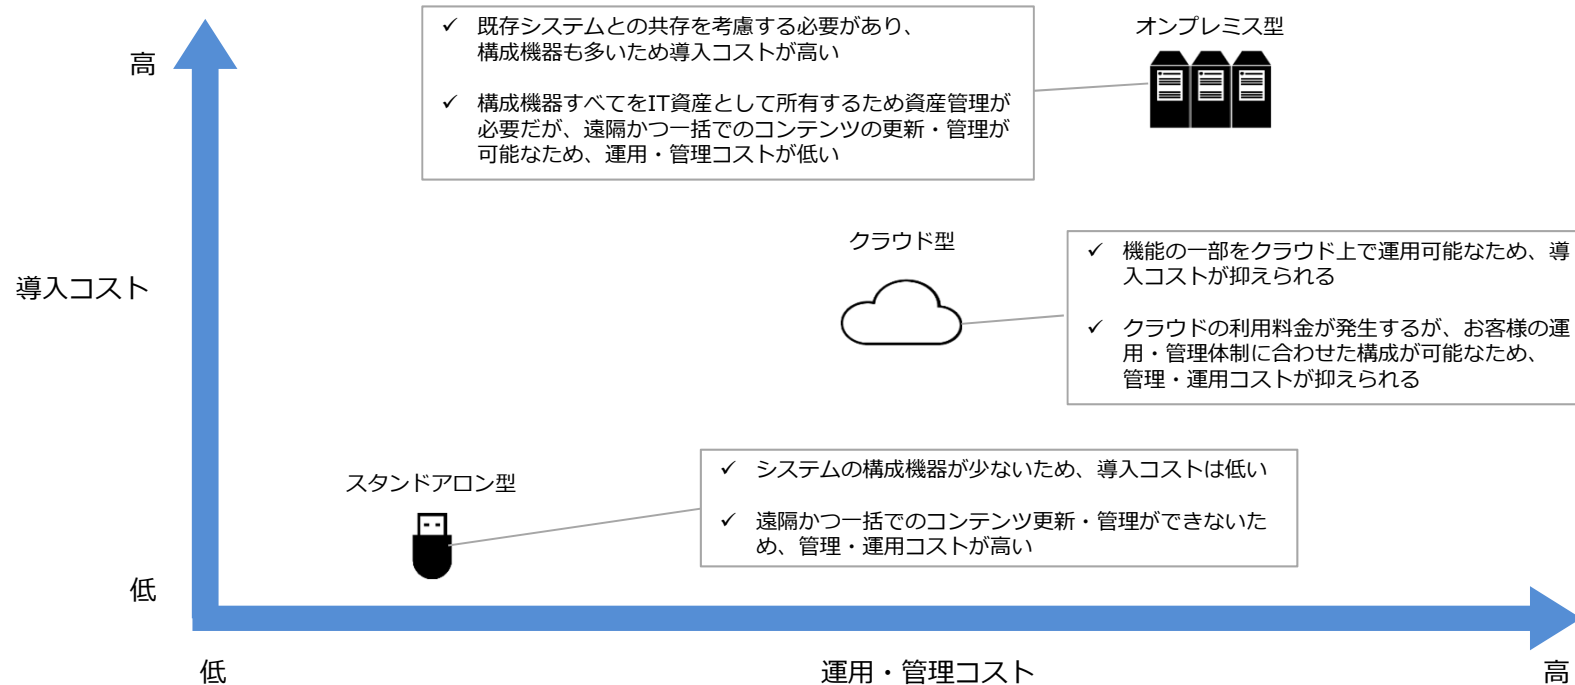 高
導入コスト
低
✓ 既存システムとの共存を考慮する必要があり、
構成機器も多いため導入コストが高い
✓ 構成機器すべてをIT資産として所有するため資産管理が
必要だが、遠隔かつ一括でのコンテンツの更新・管理が
可能なため、運用・管理コストが低い
オンプレミス型
クラウド型
✓ 機能の一部をクラウド上で運用可能なため、導
入コストが抑えられる
✓ クラウドの利用料金が発生するが、お客様の運
用・管理体制に合わせた構成が可能なため、
管理・運用コストが抑えられる
スタンドアロン型
✓ システムの構成機器が少ないため、導入コストは低い
✓ 遠隔かつ一括でのコンテンツ更新・管理ができないた
め、管理・運用コストが高い
低
運用・管理コスト
高